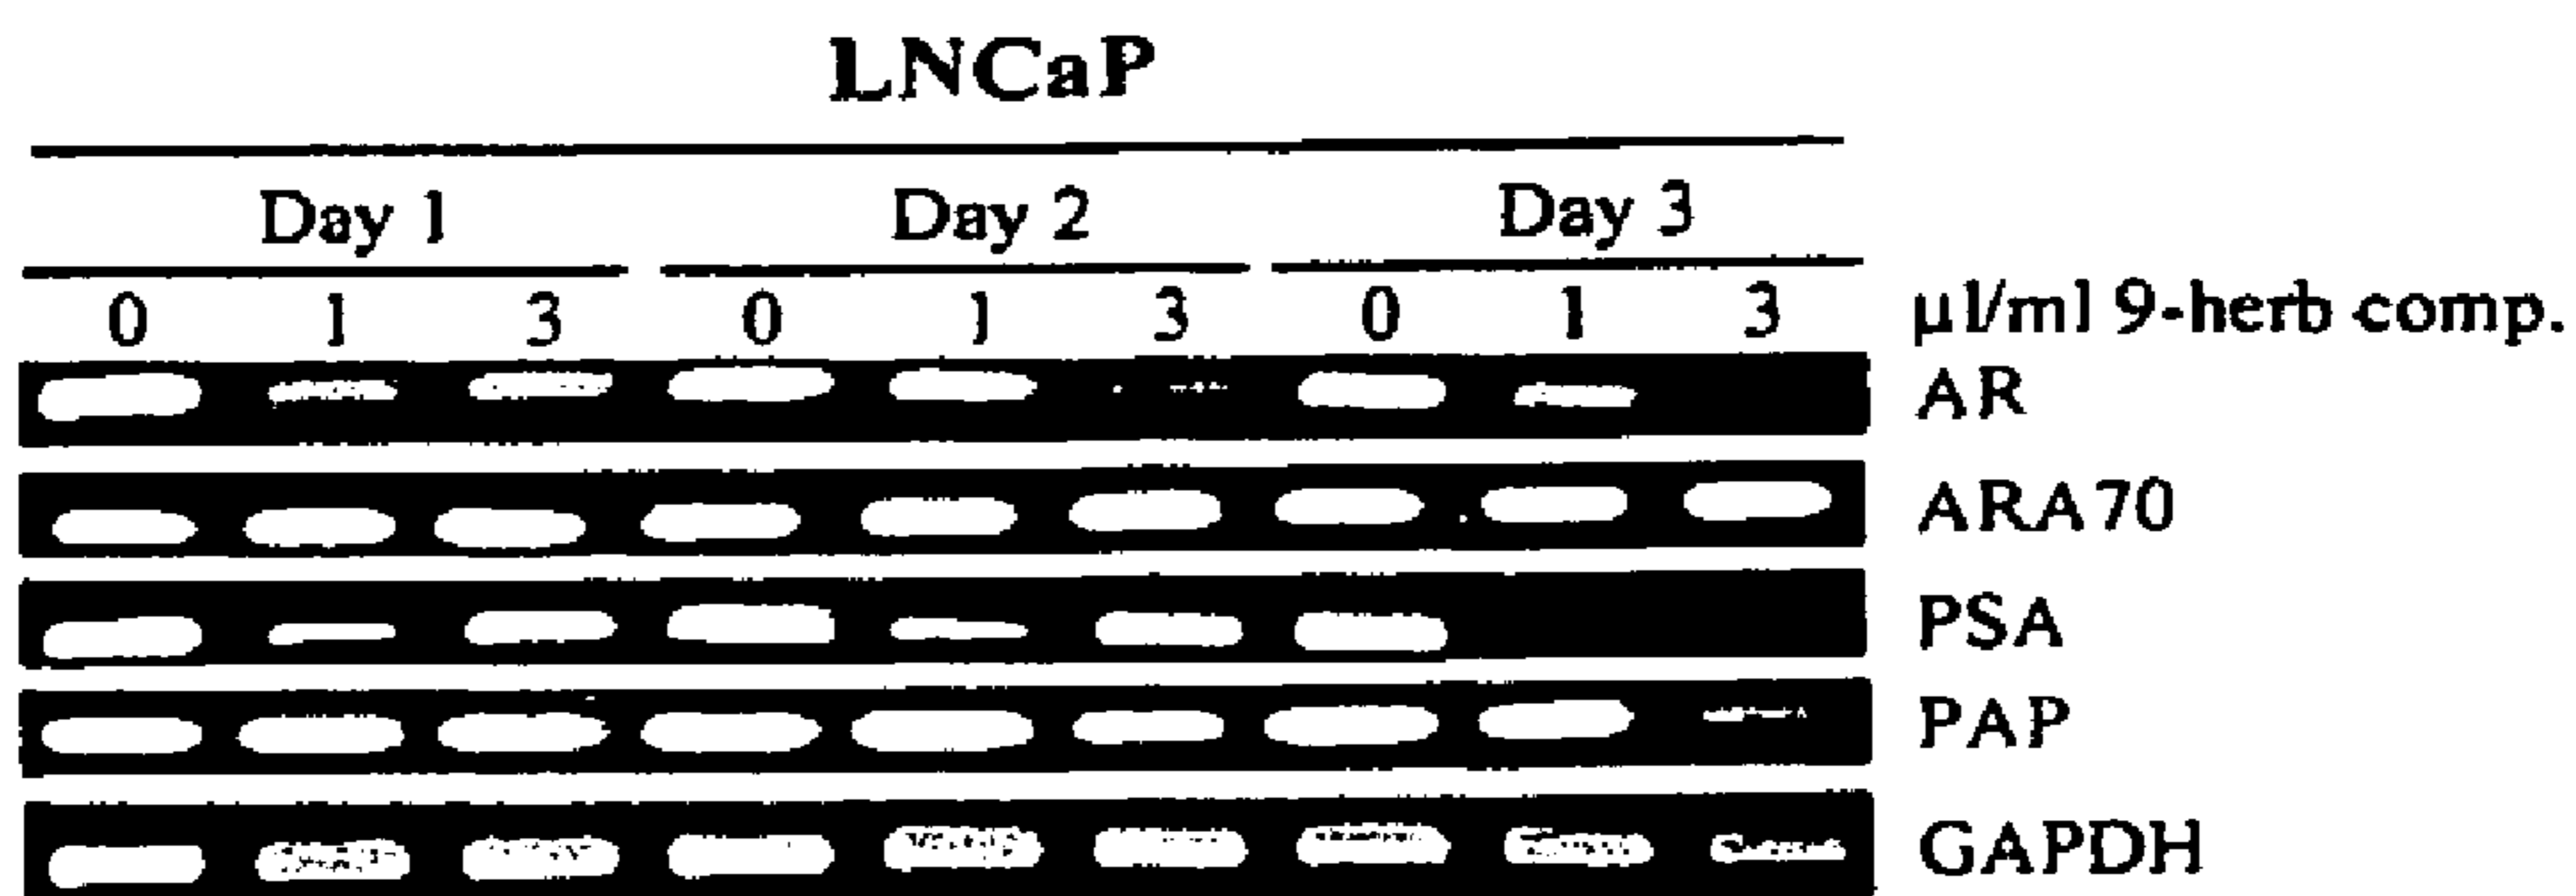 LNCaP
Day 1 Day 2 Day 3
0 1 3 0 1 3 0 1 3 µl/ml 9-herb comp.
AR
ARA70
PSA
PAP
GAPDH